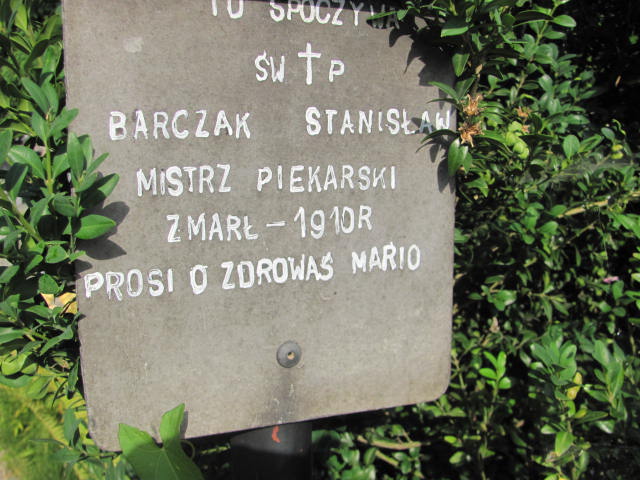 TU SPOCZYWA
ŚW † P
BARCZAK STANISŁAW
MISTRZ PIEKARSKI
ZMARŁ - 1910R
PROSI O ZDROWAŚ MARIO